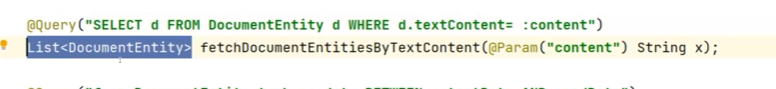 @Query("SELECT d FROM DocumentEntity d WHERE d.textContent= :content")
List<DocumentEntity> fetchDocumentEntitiesByTextContent(@Param("content") String x);